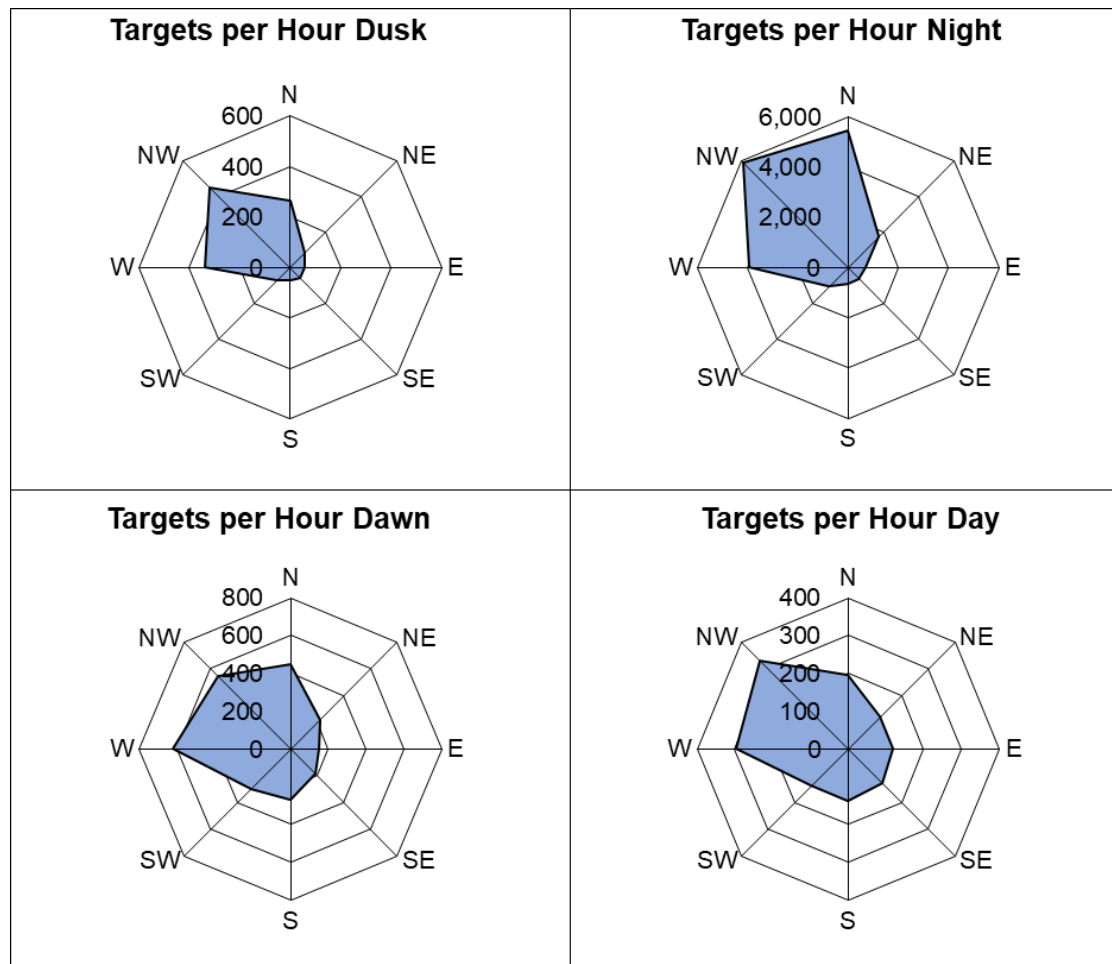 Targets per Hour Dusk
N
600
NW
NE
400
200
W
0
E
SW
SE
S
Targets per Hour Night
N
6,000
NW
NE
4,000
2,000
W
0
E
SW
SE
S
Targets per Hour Dawn
N
800
NW
NE
600
400
200
W
0
E
SW
SE
S
Targets per Hour Day
N
400
NW
NE
300
200
100
W
0
E
SW
SE
S